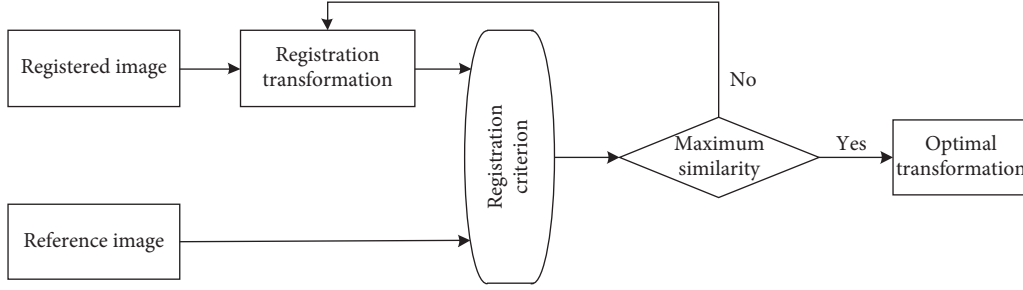 Registered image
Registration
transformation
Reference image
Registration
criterion
Maximum
similarity
No
Yes
Optimal
transformation